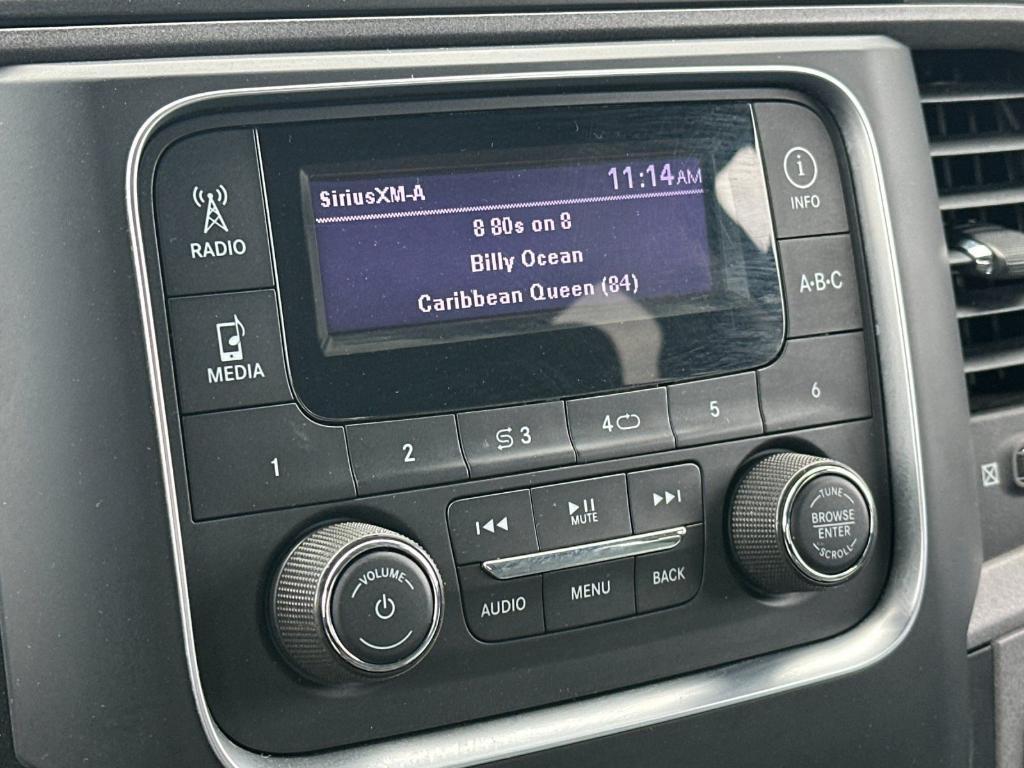 SiriusXM-A 11:14AM
8 80s on 8
Billy Ocean
Caribbean Queen (84)
RADIO
MEDIA
i
INFO
A•B•C
1 2 3 4 5 6
MUTE
AUDIO MENU BACK
VOLUME
TUNE
BROWSE
ENTER
SCROLL